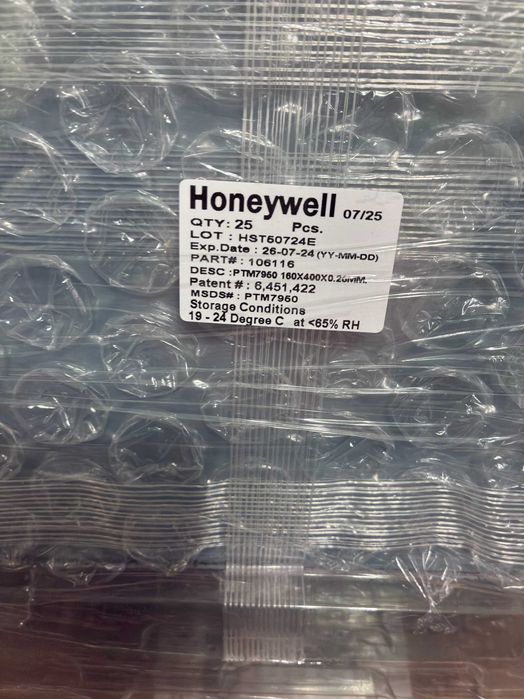 Honeywell 07/25
QTY: 25 Pcs.
LOT : HST50724E
Exp.Date : 26-07-24 (YY-MM-DD)
PART# : 106116
DESC :PTM7950 160X400X0.20MM.
Patent # : 6,451,422
MSDS# : PTM7950
Storage Conditions
19 - 24 Degree C at <65% RH